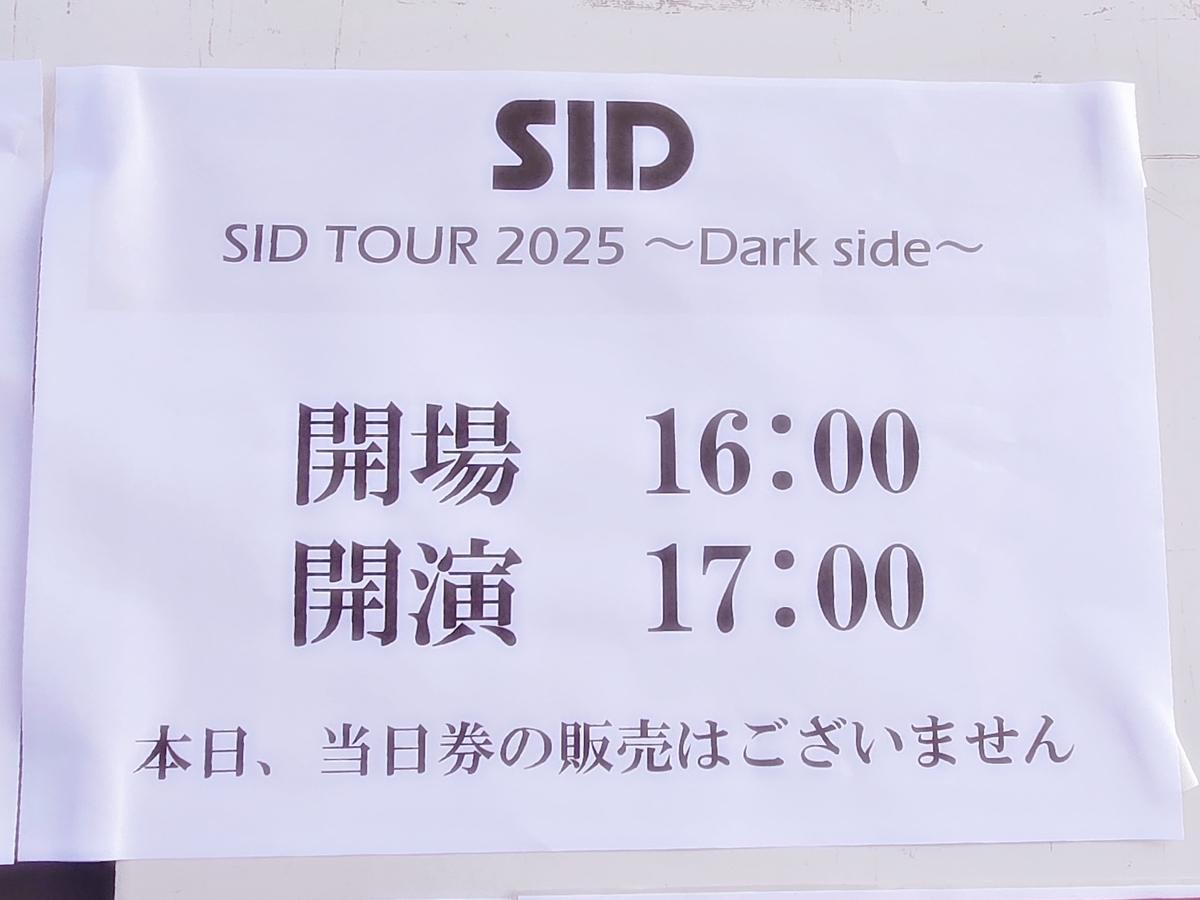 SID
SID TOUR 2025 ～Dark side～
開場　16：00
開演　17：00
本日、当日券の販売はございません